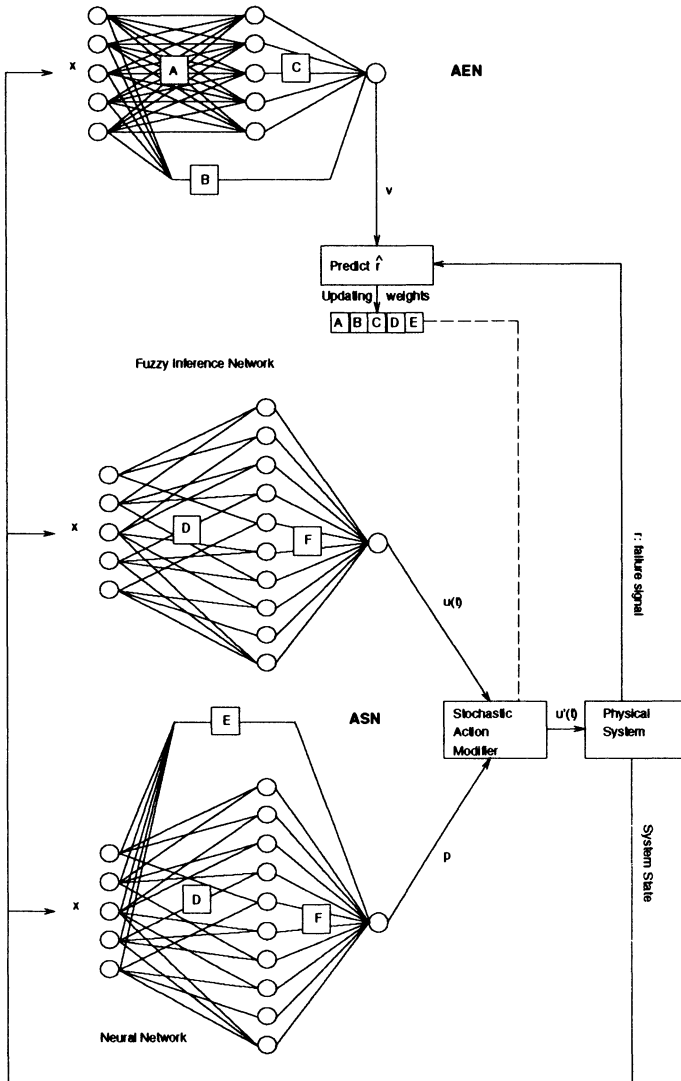 x
A
C
AEN
B
v
Predict r̂
Updating weights
A B C D E
Fuzzy Inference Network
x
D
F
r: failure signal
u(t)
E
ASN
Stochastic
Action
Modifier
u'(t)
Physical
System
System State
p
x
D
F
Neural Network